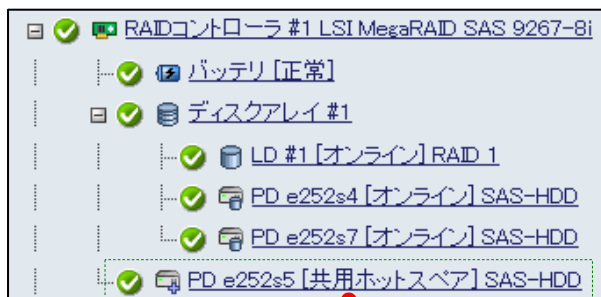 RAIDコントローラ #1 LSI MegaRAID SAS 9267-8i
バッテリ [正常]
ディスクアレイ #1
LD #1 [オンライン] RAID 1
PD e252s4 [オンライン] SAS-HDD
PD e252s7 [オンライン] SAS-HDD
PD e252s5 [共用ホットスペア] SAS-HDD